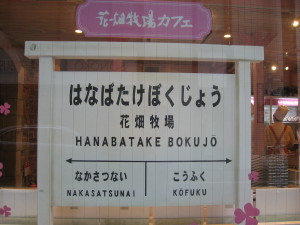 花畑牧場カフェ
はなばたけぼくじょう
花畑牧場
HANABATAKE BOKUJŌ
なかさつない こうふく
NAKASATSUNAI KŌFUKU